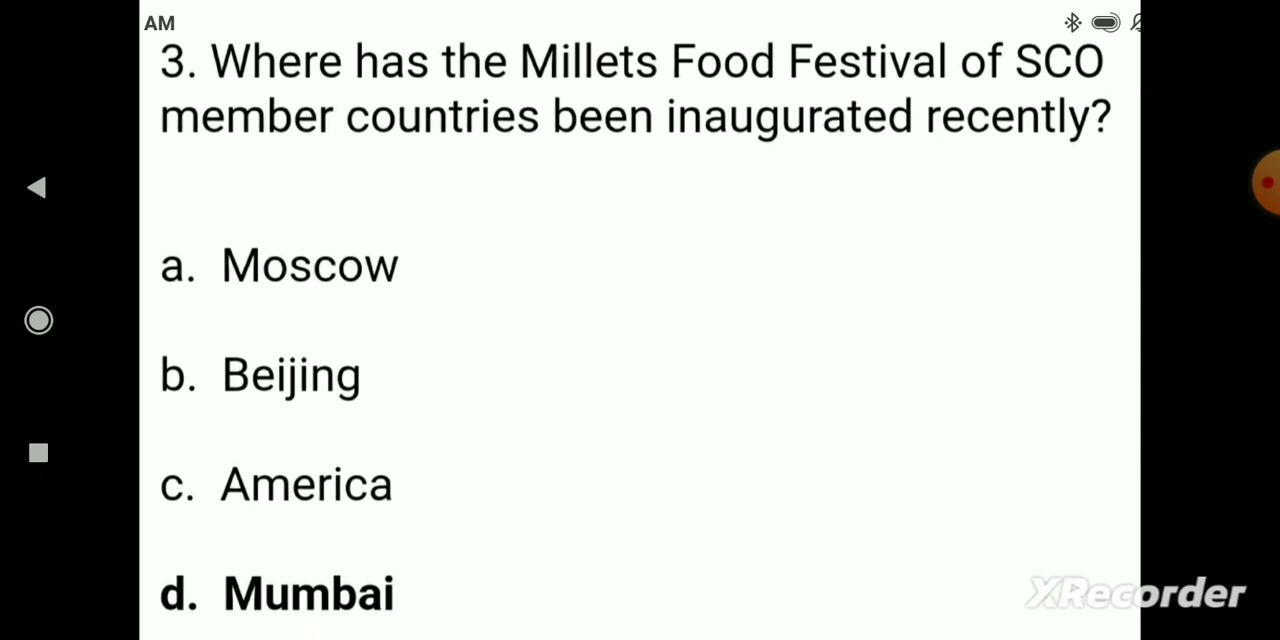 AM
3. Where has the Millets Food Festival of SCO
member countries been inaugurated recently?
a. Moscow
b. Beijing
c. America
d. Mumbai
XRecorder